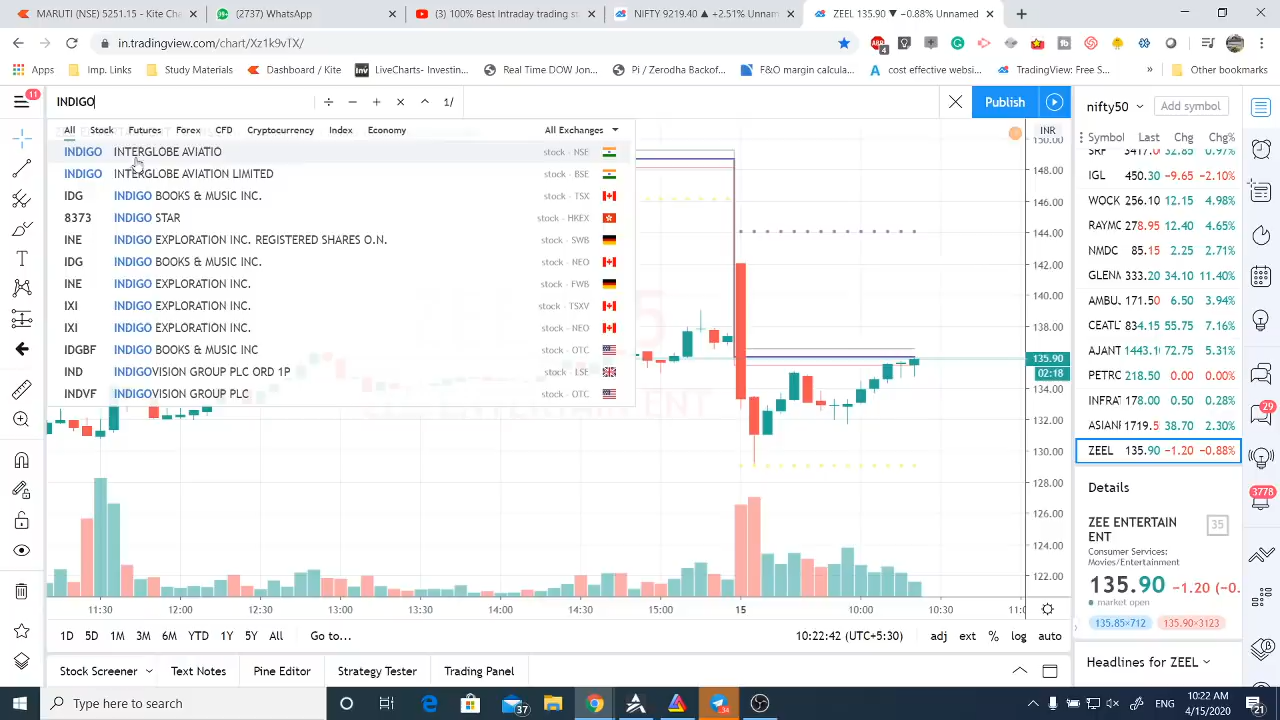 MARUTI (NSE) INTRADAY CHART
(2737) WhatsApp
(3) 100% Best Intraday stock st
NIFTY 9219.40 ▲ +2.53% Unnam
ZEEL 135.90 ▼ −0.88% Unnamed
in.tradingview.com/chart/Yz1k9vTX/
Apps
Imp. Links
Study Materials
Dashboard / Kite
LiveCharts- Investin...
Real Time DOW Jon...
Pi / Zerodha Backof...
F&O margin calcula...
cost effective websit...
TradingView: Free S...
»
Other bookmarks
11
INDIGO
1/
Publish
nifty50
Add symbol
All Stock Futures Forex CFD Cryptocurrency Index Economy All Exchanges
INR
Symbol Last Chg Chg%
INDIGO INTERGLOBE AVIATIO stock - NSE
INDIGO INTERGLOBE AVIATION LIMITED stock - BSE
IDG INDIGO BOOKS & MUSIC INC. stock - TSX
8373 INDIGO STAR stock - HKEX
INE INDIGO EXPLORATION INC. REGISTERED SHARES O.N. stock - SWB
IDG INDIGO BOOKS & MUSIC INC. stock - NEO
INE INDIGO EXPLORATION INC. stock - FWB
IXI INDIGO EXPLORATION INC. stock - TSXV
IXI INDIGO EXPLORATION INC. stock - NEO
IDGBF INDIGO BOOKS & MUSIC INC stock - OTC
IND INDIGOVISION GROUP PLC ORD 1P stock - LSE
INDVF INDIGOVISION GROUP PLC stock - OTC
150.00
148.00
146.00
144.00
142.00
140.00
138.00
135.90
02:18
134.00
132.00
130.00
128.00
126.00
124.00
122.00
SRF 3417.0 32.85 0.97%
IGL 450.30 −9.65 −2.10%
WOCK 256.10 12.15 4.98%
RAYMC 278.95 12.40 4.65%
NMDC 85.15 2.25 2.71%
GLENM 333.20 34.10 11.40%
AMBU 171.50 6.50 3.94%
CEATL 834.15 55.75 7.16%
AJANT 1443.1 72.75 5.31%
PETRC 218.50 0.00 0.00%
INFRA 178.00 0.50 0.28%
ASIAN 1719.5 38.70 2.30%
ZEEL 135.90 −1.20 −0.88%
29
3778
Details
ZEE ENTERTAIN
ENT
35
Consumer Services:
Movies/Entertainment
135.90 −1.20 (−0.
market open
135.85×712 135.90×3123
Headlines for ZEEL
11:30 12:00 12:30 13:00 13:30 14:00 14:30 15:00 15 10:00 10:30 11:
1D 5D 1M 3M 6M YTD 1Y 5Y All Go to...
10:22:42 (UTC+5:30) adj ext % log auto
Stock Screener Text Notes Pine Editor Strategy Tester Trading Panel
Type here to search
10:22 AM
4/15/2020
21